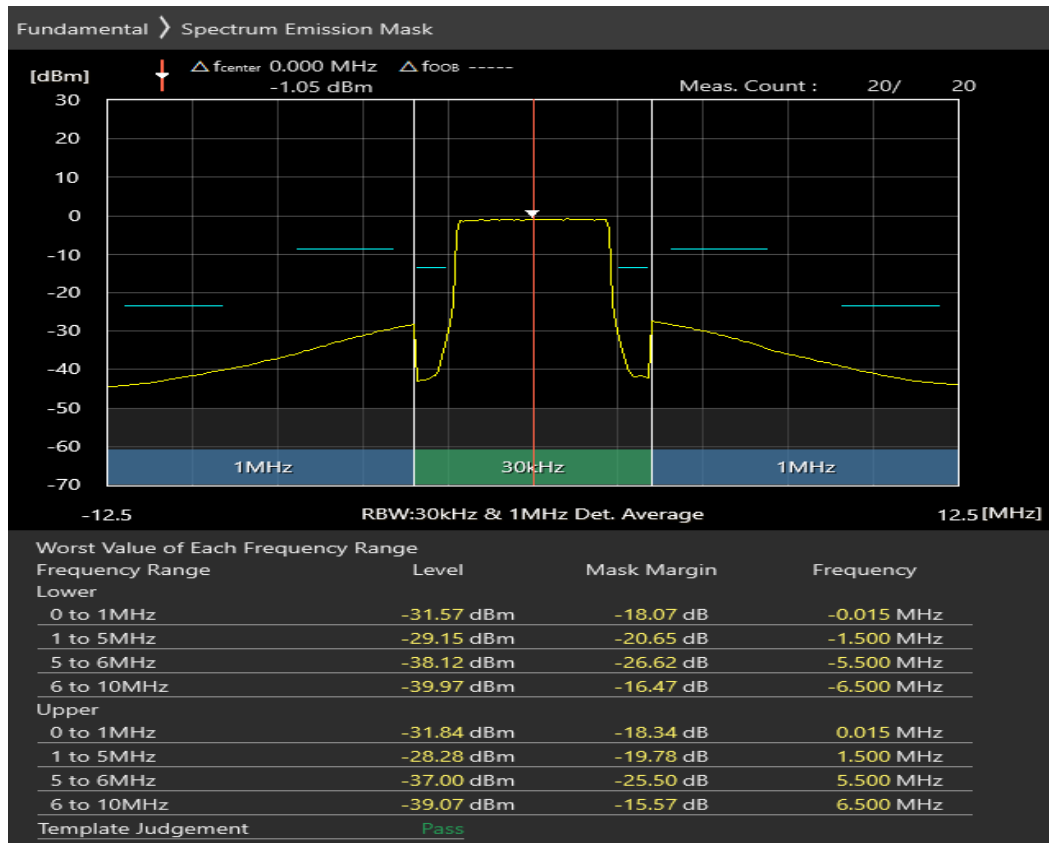 Fundamental 〉 Spectrum Emission Mask
[dBm] △ fcenter 0.000 MHz △ fOOB -----
-1.05 dBm Meas. Count : 20/ 20
30
20
10
0
-10
-20
-30
-40
-50
-60
1MHz 30kHz 1MHz
-70
-12.5 RBW:30kHz & 1MHz Det. Average 12.5 [MHz]
Worst Value of Each Frequency Range
Frequency Range Level Mask Margin Frequency
Lower
0 to 1MHz -31.57 dBm -18.07 dB -0.015 MHz
1 to 5MHz -29.15 dBm -20.65 dB -1.500 MHz
5 to 6MHz -38.12 dBm -26.62 dB -5.500 MHz
6 to 10MHz -39.97 dBm -16.47 dB -6.500 MHz
Upper
0 to 1MHz -31.84 dBm -18.34 dB 0.015 MHz
1 to 5MHz -28.28 dBm -19.78 dB 1.500 MHz
5 to 6MHz -37.00 dBm -25.50 dB 5.500 MHz
6 to 10MHz -39.07 dBm -15.57 dB 6.500 MHz
Template Judgement Pass